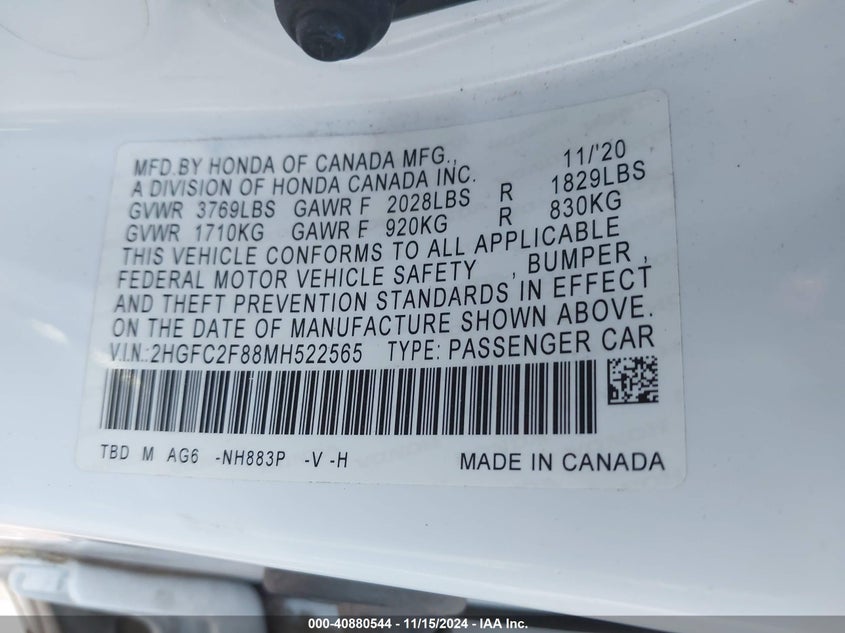 MFD.BY HONDA OF CANADA MFG., 11/'20
A DIVISION OF HONDA CANADA INC.
GVWR 3769LBS GAWR F 2028LBS R 1829LBS
GVWR 1710KG GAWR F 920KG R 830KG
THIS VEHICLE CONFORMS TO ALL APPLICABLE
FEDERAL MOTOR VEHICLE SAFETY , BUMPER ,
AND THEFT PREVENTION STANDARDS IN EFFECT
ON THE DATE OF MANUFACTURE SHOWN ABOVE.
V.I.N.:2HGFC2F88MH522565 TYPE: PASSENGER CAR
TBD M AG6 -NH883P -V -H MADE IN CANADA
000-40880544 - 11/15/2024 - IAA Inc.